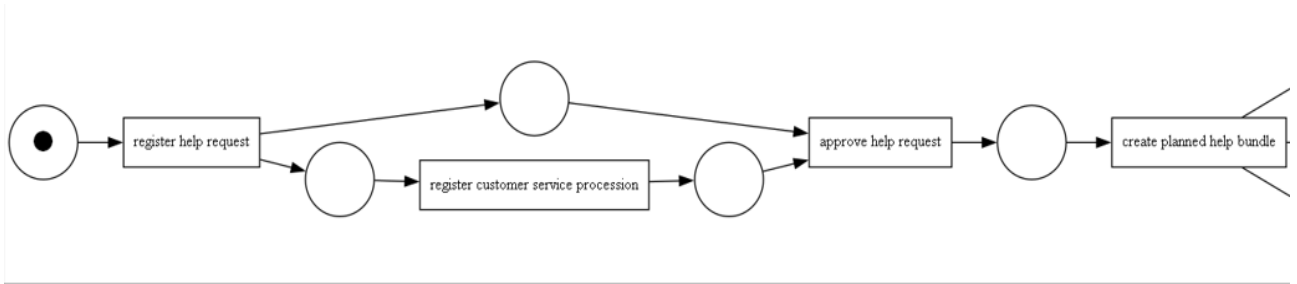 register help request
register customer service procession
approve help request
create planned help bundle